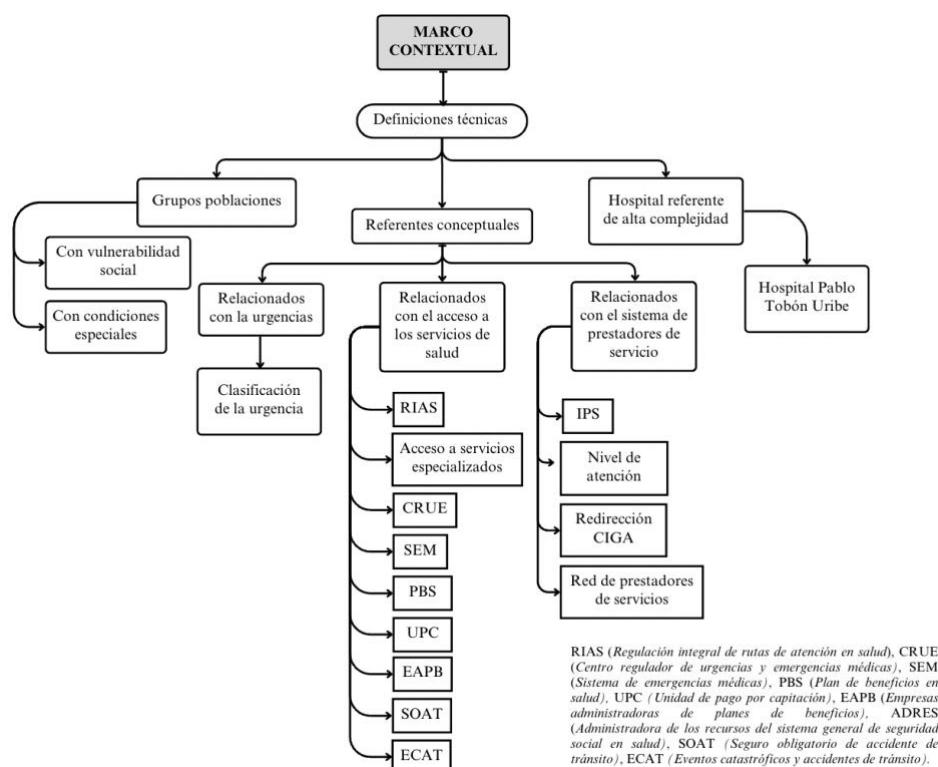 MARCO
CONTEXTUAL
Definiciones técnicas
Grupos poblaciones
Con vulnerabilidad
social
Con condiciones
especiales
Referentes conceptuales
Hospital referente
de alta complejidad
Hospital Pablo
Tobón Uribe
Relacionados
con la urgencias
Clasificación
de la urgencia
Relacionados
con el acceso a
los servicios de
salud
RIAS
Acceso a servicios
especializados
CRUE
SEM
PBS
UPC
EAPB
SOAT
ECAT
Relacionados
con el sistema de
prestadores de
servicio
IPS
Nivel de
atención
Redirección
CIGA
Red de prestadores
de servicios
RIAS (Regulación integral de rutas de atención en salud), CRUE
(Centro regulador de urgencias y emergencias médicas), SEM
(Sistema de emergencias médicas), PBS (Plan de beneficios en
salud), UPC (Unidad de pago por capitación), EAPB (Empresas
administradoras de planes de beneficios), ADRES
(Administradora de los recursos del sistema general de seguridad
social en salud), SOAT (Seguro obligatorio de accidente de
tránsito), ECAT (Eventos catastróficos y accidentes de tránsito).